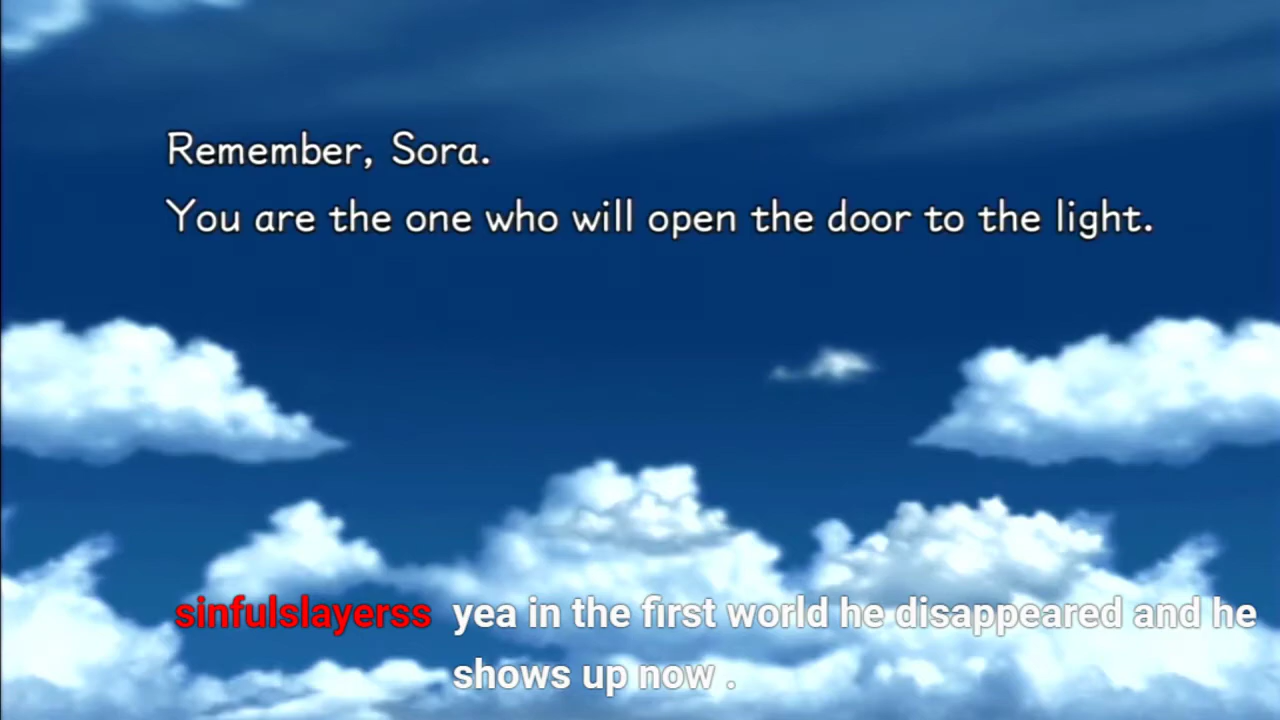 Remember, Sora.
You are the one who will open the door to the light.
sinfulslayerss yea in the first world he disappeared and he
shows up now .